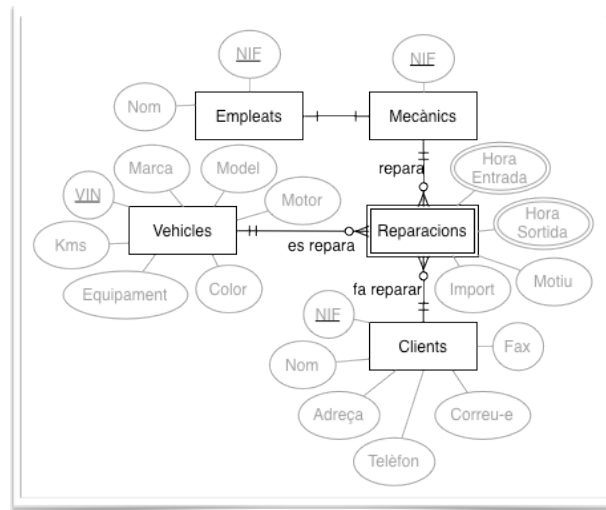 NIF
NIF
Nom
Empleats
Mecànics
repara
Hora
Entrada
Marca
Model
VIN
Motor
Hora
Sortida
Kms
Vehicles
es repara
Reparacions
Equipament
Color
fa reparar
Import
Motiu
NIF
Clients
Fax
Nom
Adreça
Correu-e
Telèfon